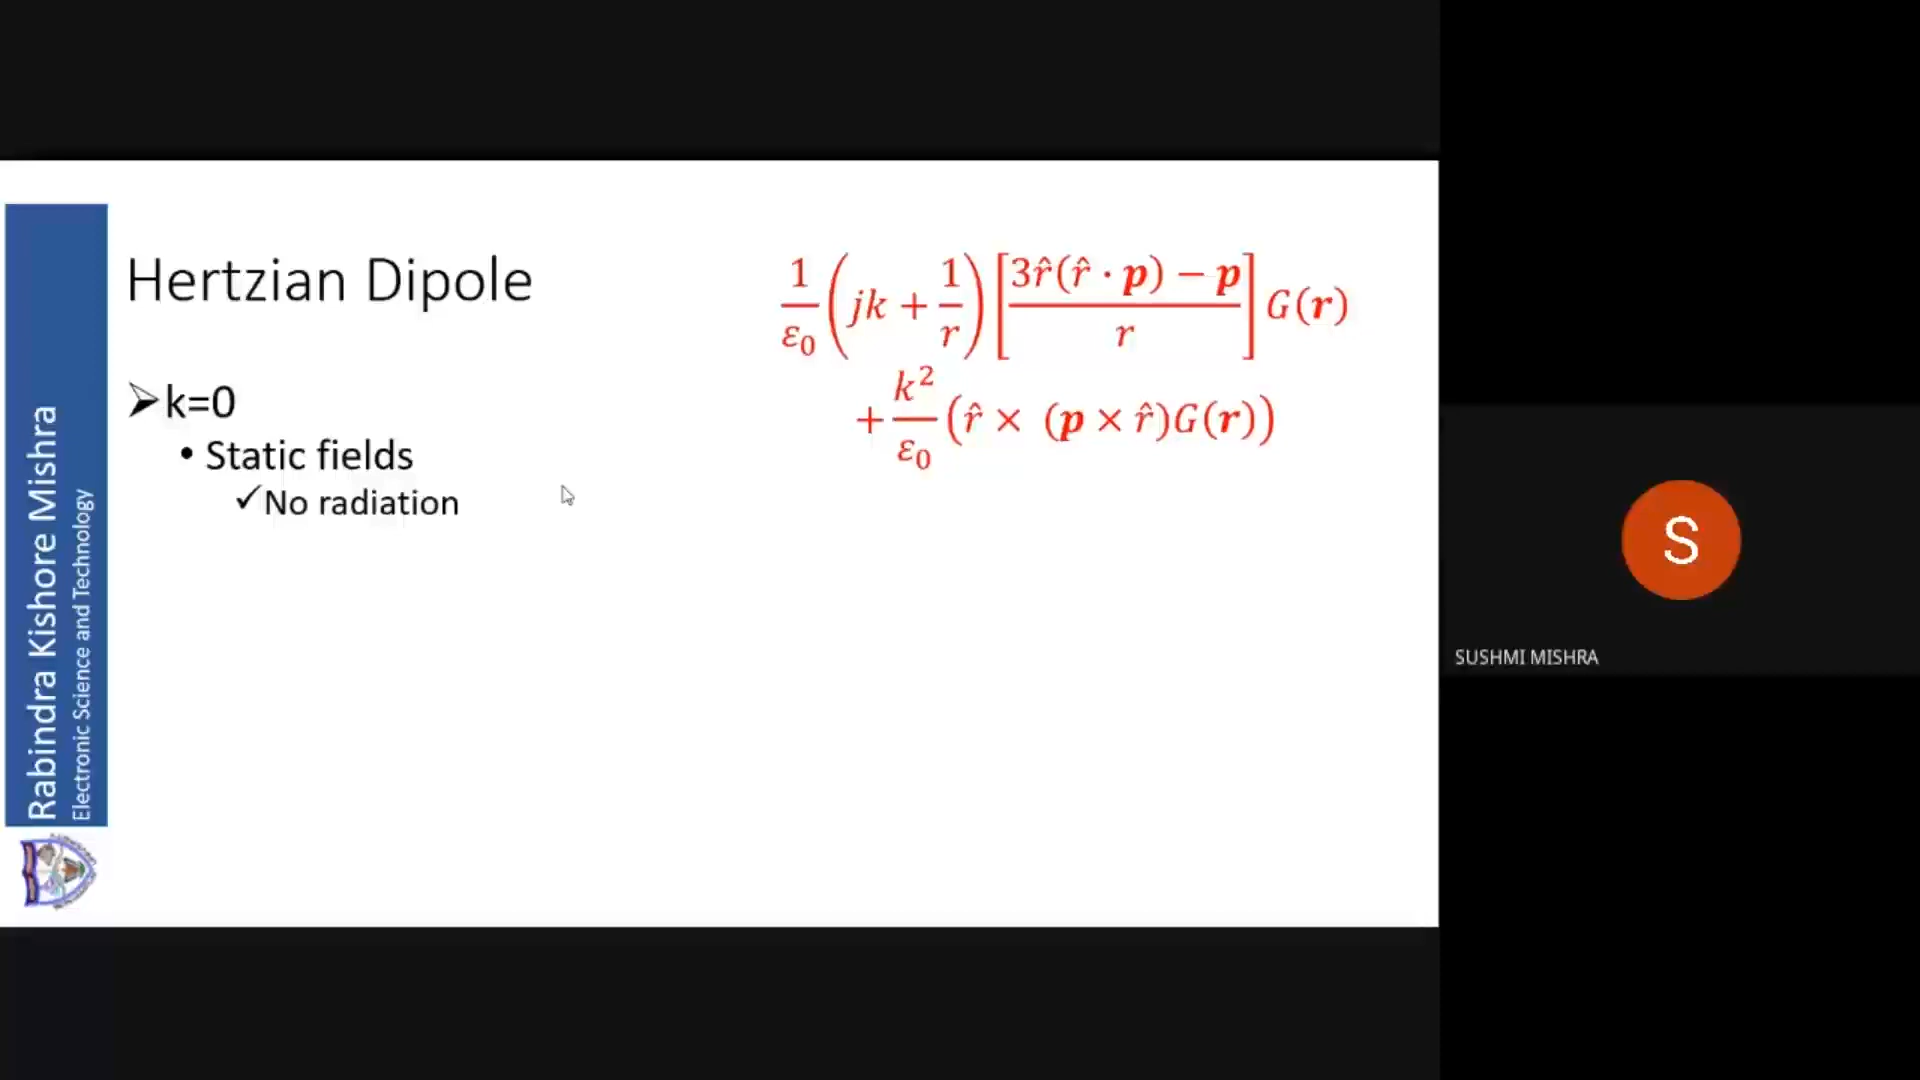 Hertzian Dipole
➢k=0
• Static fields
✓No radiation
1/ε₀ (jk + 1/r) [(3r̂(r̂ · p) − p)/r] G(r)
+ k²/ε₀ (r̂ × (p × r̂)G(r))
Rabindra Kishore Mishra
Electronic Science and Technology
S
SUSHMI MISHRA